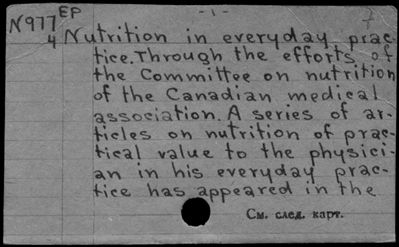 EP - 1 - 7
N977 Nutrition in everyday prac-
4 tice. Through the efforts of
the Committee on nutrition
of the Canadian medical
association. A series of ar-
ticles on nutrition of prac-
tical value to the physici-
an in his everyday prac-
tice has appeared in the
См. след. карт.